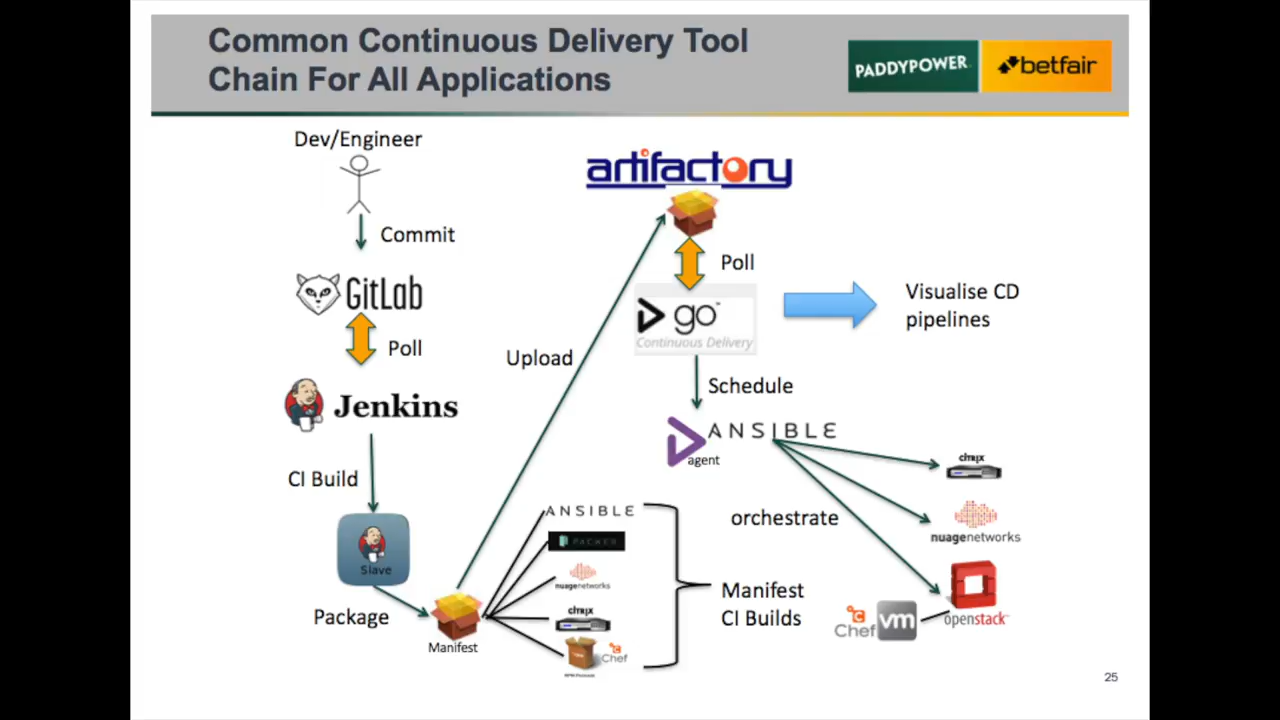 Common Continuous Delivery Tool
Chain For All Applications
PADDYPOWER.
betfair
Dev/Engineer
Commit
GitLab
Poll
Jenkins
CI Build
Slave
Package
Manifest
Upload
artifactory
Poll
go™
Continuous Delivery
Visualise CD
pipelines
Schedule
ANSIBLE
agent
orchestrate
CITRIX
nuagenetworks
openstack
Chef
vm
ANSIBLE
PACKER
nuagenetworks
CITRIX
Chef
Manifest
CI Builds
25